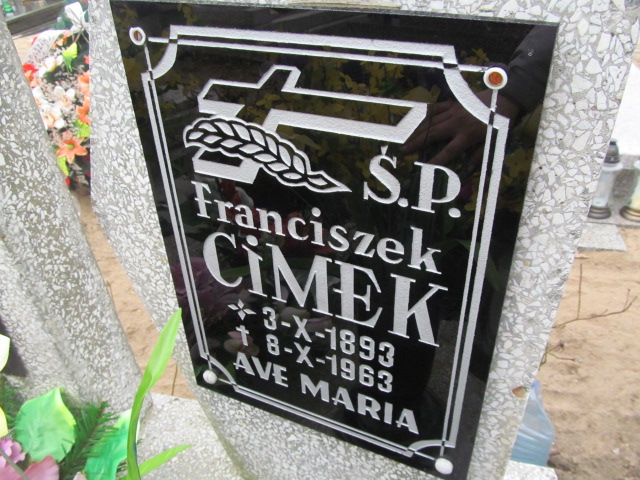 Ś.P.
Franciszek
CiMEK
3-X-1893
✝ 8-X-1963
AVE MARIA